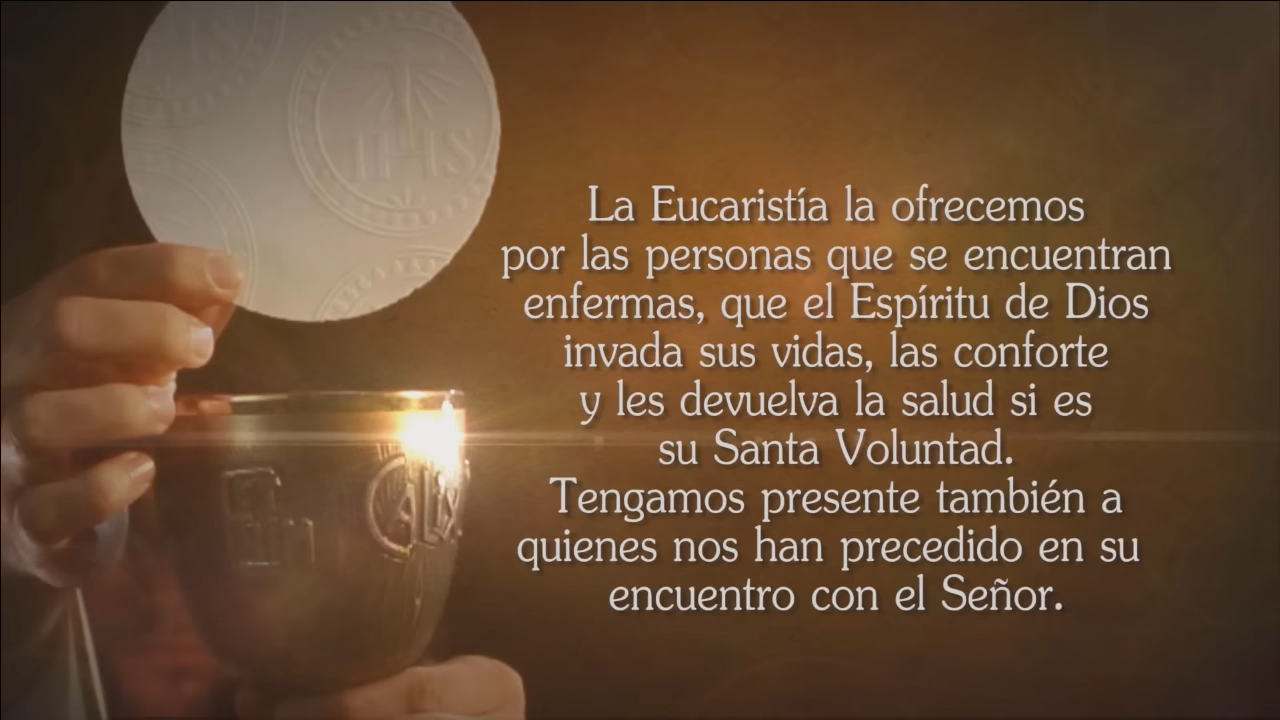 IHS
La Eucaristía la ofrecemos
por las personas que se encuentran
enfermas, que el Espíritu de Dios
invada sus vidas, las conforte
y les devuelva la salud si es
su Santa Voluntad.
Tengamos presente también a
quienes nos han precedido en su
encuentro con el Señor.